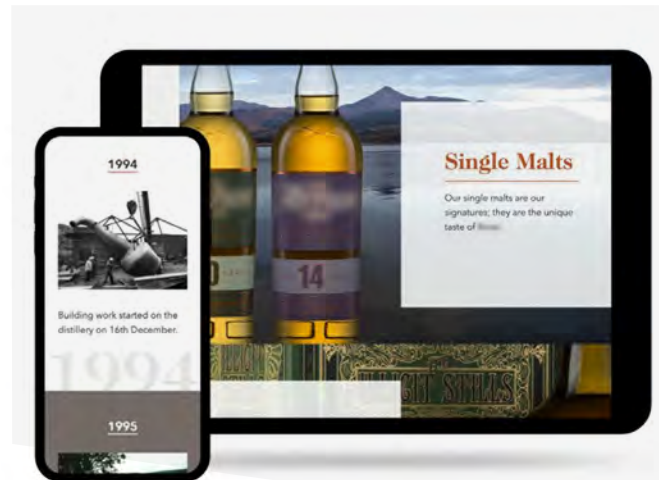 1994
Building work started on the
distillery on 16th December.
1994
1995
Single Malts
Our single malts are our
signatures; they are the unique
taste of
14
STILLS